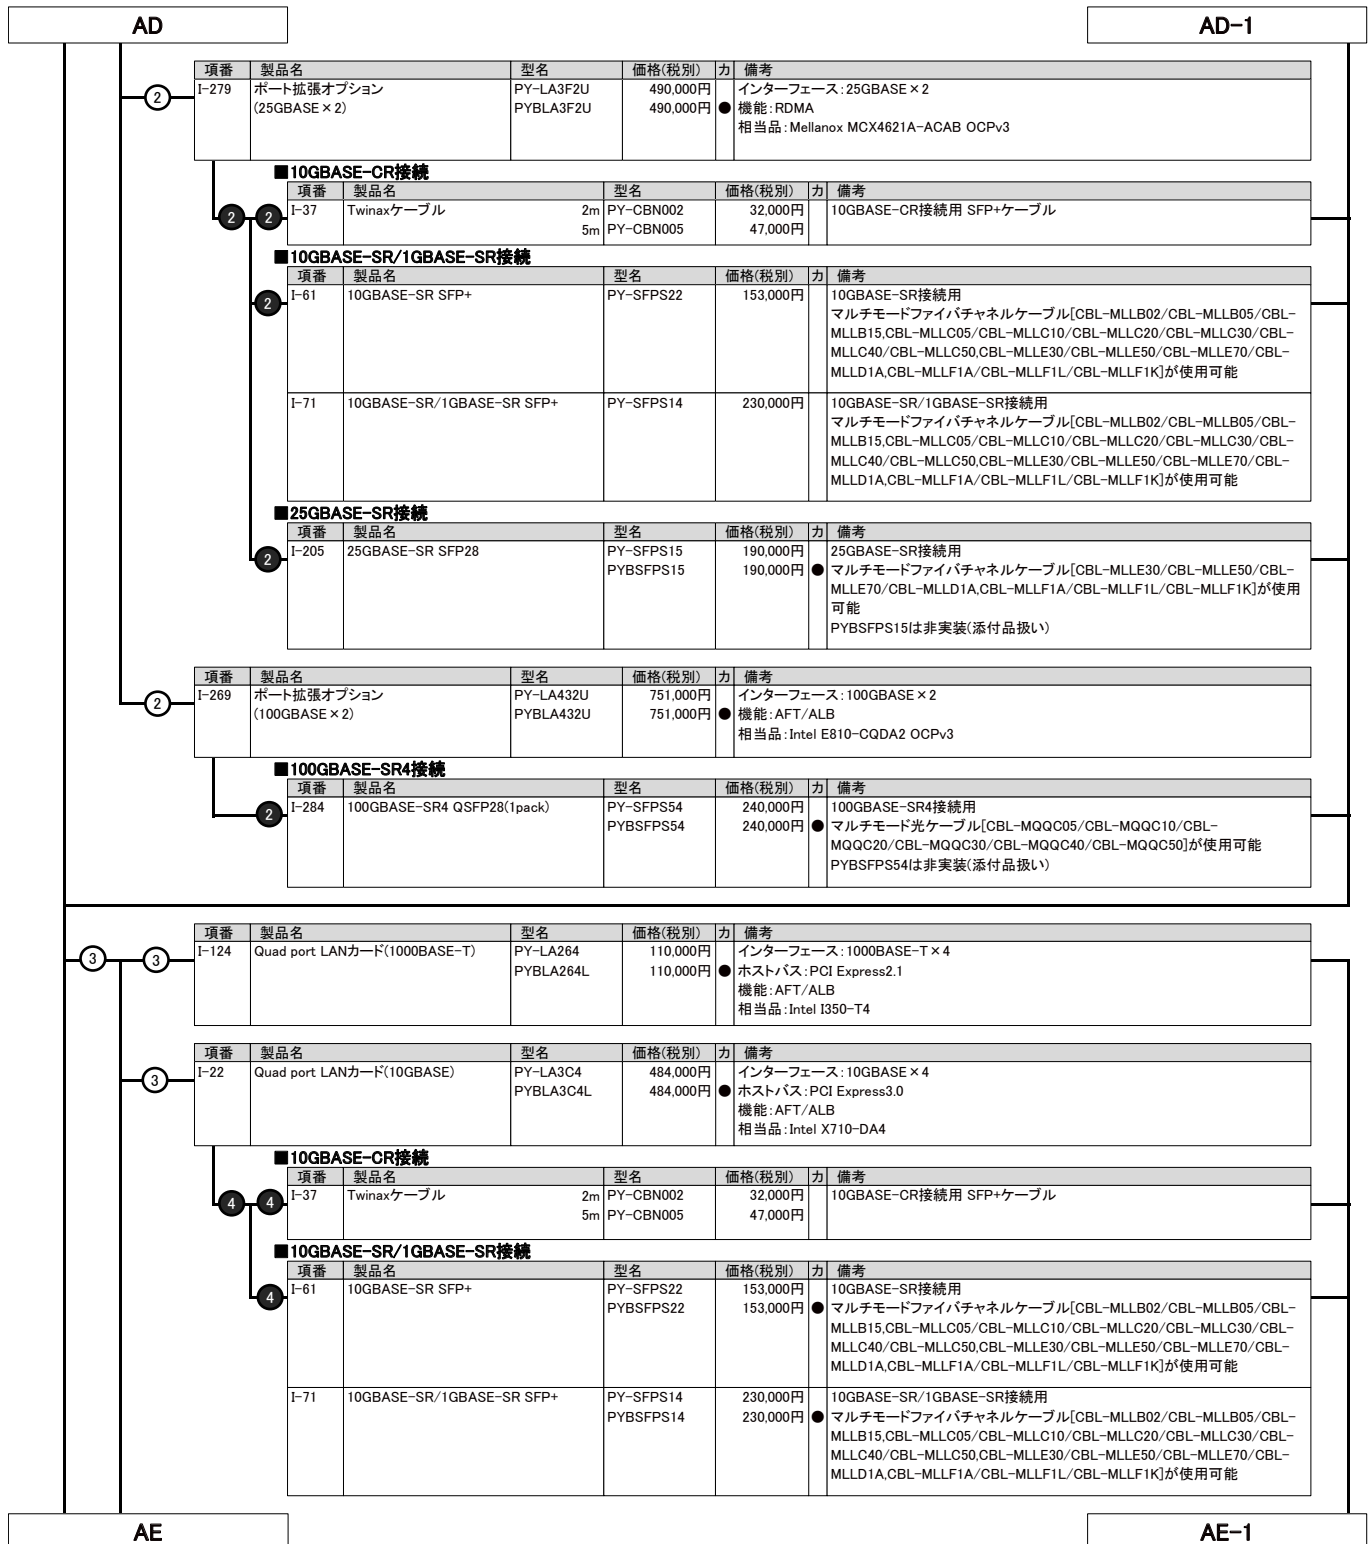 AD
AD-1
項番 製品名 型名 価格(税別) カ 備考
② I-279 ポート拡張オプション PY-LA3F2U 490,000円 インターフェース:25GBASE×2
(25GBASE×2) PYBLA3F2U 490,000円 ● 機能:RDMA
相当品:Mellanox MCX4621A-ACAB OCPv3
■10GBASE-CR接続
項番 製品名 型名 価格(税別) カ 備考
2 2 I-37 Twinaxケーブル 2m PY-CBN002 32,000円 10GBASE-CR接続用 SFP+ケーブル
5m PY-CBN005 47,000円
■10GBASE-SR/1GBASE-SR接続
項番 製品名 型名 価格(税別) カ 備考
2 I-61 10GBASE-SR SFP+ PY-SFPS22 153,000円 10GBASE-SR接続用
マルチモードファイバチャネルケーブル[CBL-MLLB02/CBL-MLLB05/CBL-
MLLB15,CBL-MLLC05/CBL-MLLC10/CBL-MLLC20/CBL-MLLC30/CBL-
MLLC40/CBL-MLLC50,CBL-MLLE30/CBL-MLLE50/CBL-MLLE70/CBL-
MLLD1A,CBL-MLLF1A/CBL-MLLF1L/CBL-MLLF1K]が使用可能
I-71 10GBASE-SR/1GBASE-SR SFP+ PY-SFPS14 230,000円 10GBASE-SR/1GBASE-SR接続用
マルチモードファイバチャネルケーブル[CBL-MLLB02/CBL-MLLB05/CBL-
MLLB15,CBL-MLLC05/CBL-MLLC10/CBL-MLLC20/CBL-MLLC30/CBL-
MLLC40/CBL-MLLC50,CBL-MLLE30/CBL-MLLE50/CBL-MLLE70/CBL-
MLLD1A,CBL-MLLF1A/CBL-MLLF1L/CBL-MLLF1K]が使用可能
■25GBASE-SR接続
項番 製品名 型名 価格(税別) カ 備考
2 I-205 25GBASE-SR SFP28 PY-SFPS15 190,000円 25GBASE-SR接続用
PYBSFPS15 190,000円 ● マルチモードファイバチャネルケーブル[CBL-MLLE30/CBL-MLLE50/CBL-
MLLE70/CBL-MLLD1A,CBL-MLLF1A/CBL-MLLF1L/CBL-MLLF1K]が使用
可能
PYBSFPS15は非実装(添付品扱い)
項番 製品名 型名 価格(税別) カ 備考
② I-269 ポート拡張オプション PY-LA432U 751,000円 インターフェース:100GBASE×2
(100GBASE×2) PYBLA432U 751,000円 ● 機能:AFT/ALB
相当品:Intel E810-CQDA2 OCPv3
■100GBASE-SR4接続
項番 製品名 型名 価格(税別) カ 備考
2 I-284 100GBASE-SR4 QSFP28(1pack) PY-SFPS54 240,000円 100GBASE-SR4接続用
PYBSFPS54 240,000円 ● マルチモード光ケーブル[CBL-MQQC05/CBL-MQQC10/CBL-
MQQC20/CBL-MQQC30/CBL-MQQC40/CBL-MQQC50]が使用可能
PYBSFPS54は非実装(添付品扱い)
項番 製品名 型名 価格(税別) カ 備考
③ ③ I-124 Quad port LANカード(1000BASE-T) PY-LA264 110,000円 インターフェース:1000BASE-T×4
PYBLA264L 110,000円 ● ホストバス:PCI Express2.1
機能:AFT/ALB
相当品:Intel I350-T4
項番 製品名 型名 価格(税別) カ 備考
③ I-22 Quad port LANカード(10GBASE) PY-LA3C4 484,000円 インターフェース:10GBASE×4
PYBLA3C4L 484,000円 ● ホストバス:PCI Express3.0
機能:AFT/ALB
相当品:Intel X710-DA4
■10GBASE-CR接続
項番 製品名 型名 価格(税別) カ 備考
4 4 I-37 Twinaxケーブル 2m PY-CBN002 32,000円 10GBASE-CR接続用 SFP+ケーブル
5m PY-CBN005 47,000円
■10GBASE-SR/1GBASE-SR接続
項番 製品名 型名 価格(税別) カ 備考
4 I-61 10GBASE-SR SFP+ PY-SFPS22 153,000円 10GBASE-SR接続用
PYBSFPS22 153,000円 ● マルチモードファイバチャネルケーブル[CBL-MLLB02/CBL-MLLB05/CBL-
MLLB15,CBL-MLLC05/CBL-MLLC10/CBL-MLLC20/CBL-MLLC30/CBL-
MLLC40/CBL-MLLC50,CBL-MLLE30/CBL-MLLE50/CBL-MLLE70/CBL-
MLLD1A,CBL-MLLF1A/CBL-MLLF1L/CBL-MLLF1K]が使用可能
I-71 10GBASE-SR/1GBASE-SR SFP+ PY-SFPS14 230,000円 10GBASE-SR/1GBASE-SR接続用
PYBSFPS14 230,000円 ● マルチモードファイバチャネルケーブル[CBL-MLLB02/CBL-MLLB05/CBL-
MLLB15,CBL-MLLC05/CBL-MLLC10/CBL-MLLC20/CBL-MLLC30/CBL-
MLLC40/CBL-MLLC50,CBL-MLLE30/CBL-MLLE50/CBL-MLLE70/CBL-
MLLD1A,CBL-MLLF1A/CBL-MLLF1L/CBL-MLLF1K]が使用可能
AE
AE-1